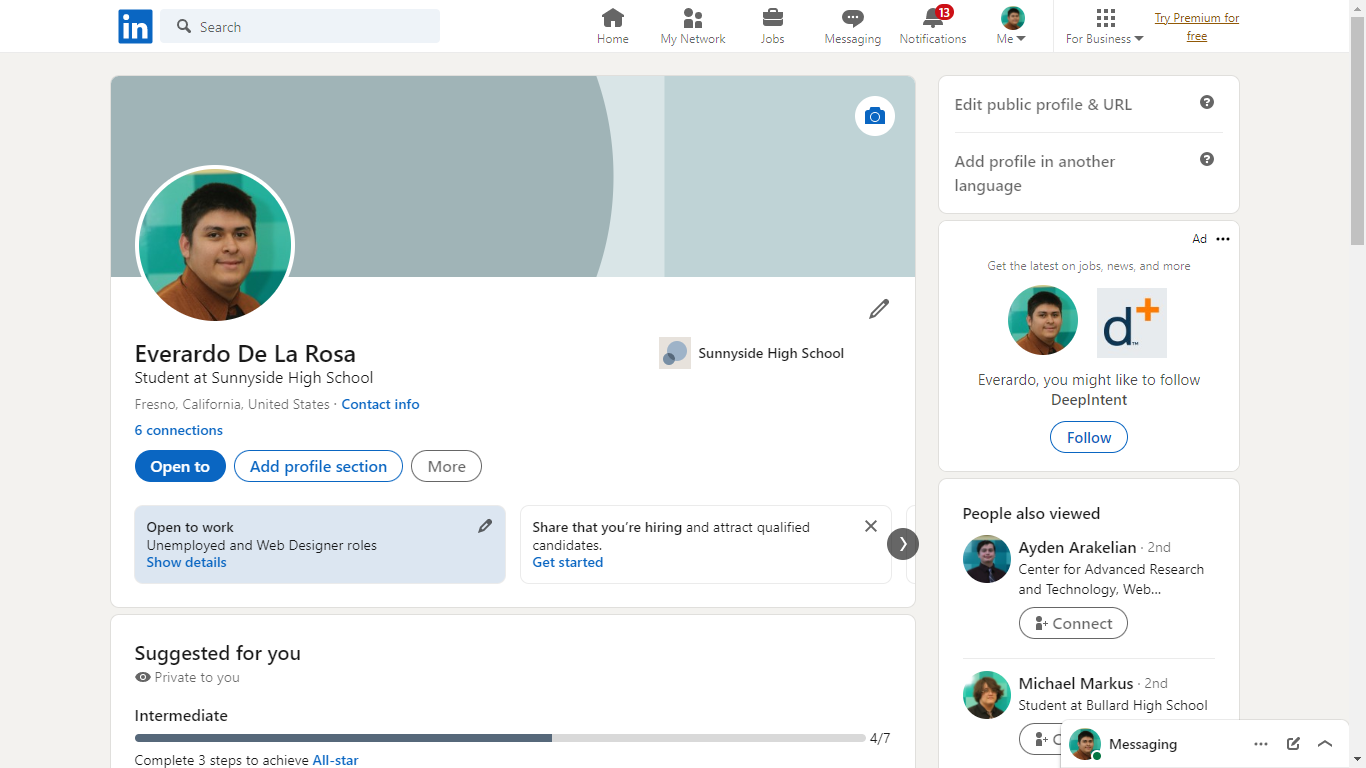 in
Search
Home
My Network
Jobs
Messaging
13
Notifications
Me
For Business
Try Premium for
free
Everardo De La Rosa
Student at Sunnyside High School
Fresno, California, United States · Contact info
6 connections
Sunnyside High School
Open to
Add profile section
More
Open to work
Unemployed and Web Designer roles
Show details
Share that you're hiring and attract qualified
candidates.
Get started
Suggested for you
Private to you
Intermediate
4/7
Complete 3 steps to achieve All-star
Edit public profile & URL
Add profile in another
language
Ad
Get the latest on jobs, news, and more
d+
Everardo, you might like to follow
DeepIntent
Follow
People also viewed
Ayden Arakelian · 2nd
Center for Advanced Research
and Technology, Web...
Connect
Michael Markus · 2nd
Student at Bullard High School
C
Messaging